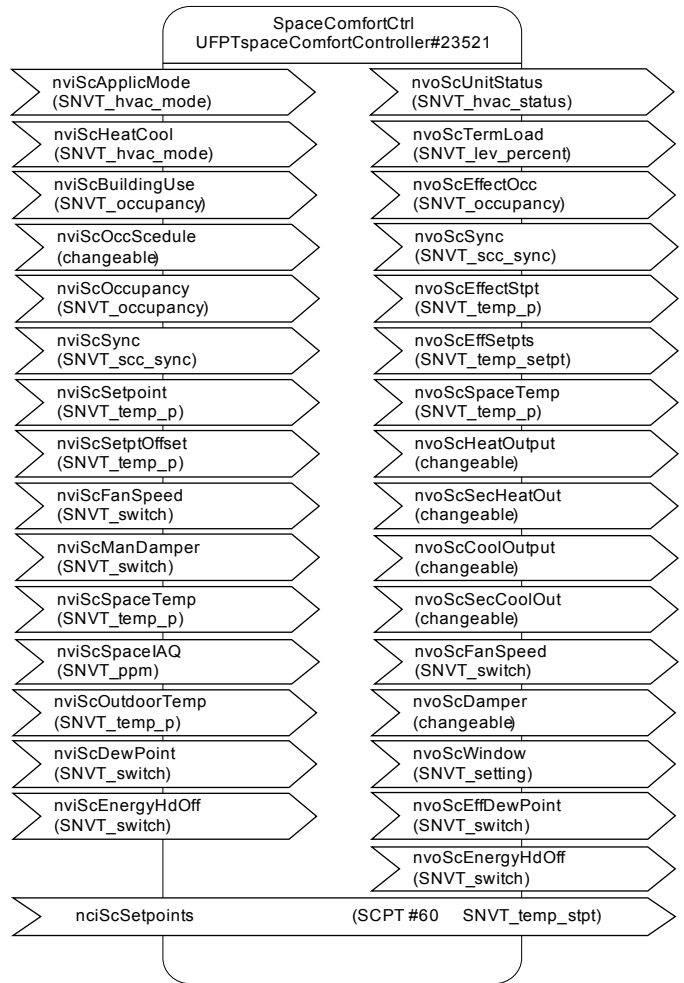 SpaceComfortCtrl
UFPTspaceComfortController#23521
nviScApplicMode
(SNVT_hvac_mode)
nviScHeatCool
(SNVT_hvac_mode)
nviScBuildingUse
(SNVT_occupancy)
nviScOccScedule
(changeable)
nviScOccupancy
(SNVT_occupancy)
nviScSync
(SNVT_scc_sync)
nviScSetpoint
(SNVT_temp_p)
nviScSetptOffset
(SNVT_temp_p)
nviScFanSpeed
(SNVT_switch)
nviScManDamper
(SNVT_switch)
nviScSpaceTemp
(SNVT_temp_p)
nviScSpaceIAQ
(SNVT_ppm)
nviScOutdoorTemp
(SNVT_temp_p)
nviScDewPoint
(SNVT_switch)
nviScEnergyHdOff
(SNVT_switch)
nvoScUnitStatus
(SNVT_hvac_status)
nvoScTermLoad
(SNVT_lev_percent)
nvoScEffectOcc
(SNVT_occupancy)
nvoScSync
(SNVT_scc_sync)
nvoScEffectStpt
(SNVT_temp_p)
nvoScEffSetpts
(SNVT_temp_setpt)
nvoScSpaceTemp
(SNVT_temp_p)
nvoScHeatOutput
(changeable)
nvoScSecHeatOut
(changeable)
nvoScCoolOutput
(changeable)
nvoScSecCoolOut
(changeable)
nvoScFanSpeed
(SNVT_switch)
nvoScDamper
(changeable)
nvoScWindow
(SNVT_setting)
nvoScEffDewPoint
(SNVT_switch)
nvoScEnergyHdOff
(SNVT_switch)
nciScSetpoints (SCPT #60 SNVT_temp_stpt)